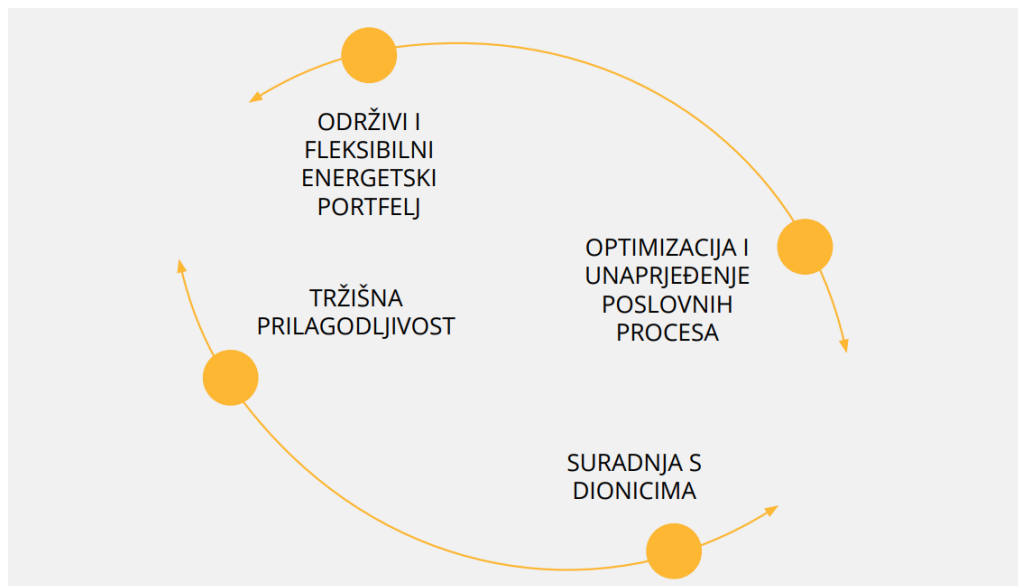 ODRŽIVI I
FLEKSIBILNI
ENERGETSKI
PORTFELJ
OPTIMIZACIJA I
UNAPRJEĐENJE
POSLOVNIH
PROCESA
TRŽIŠNA
PRILAGODLJIVOST
SURADNJA S
DIONICIMA